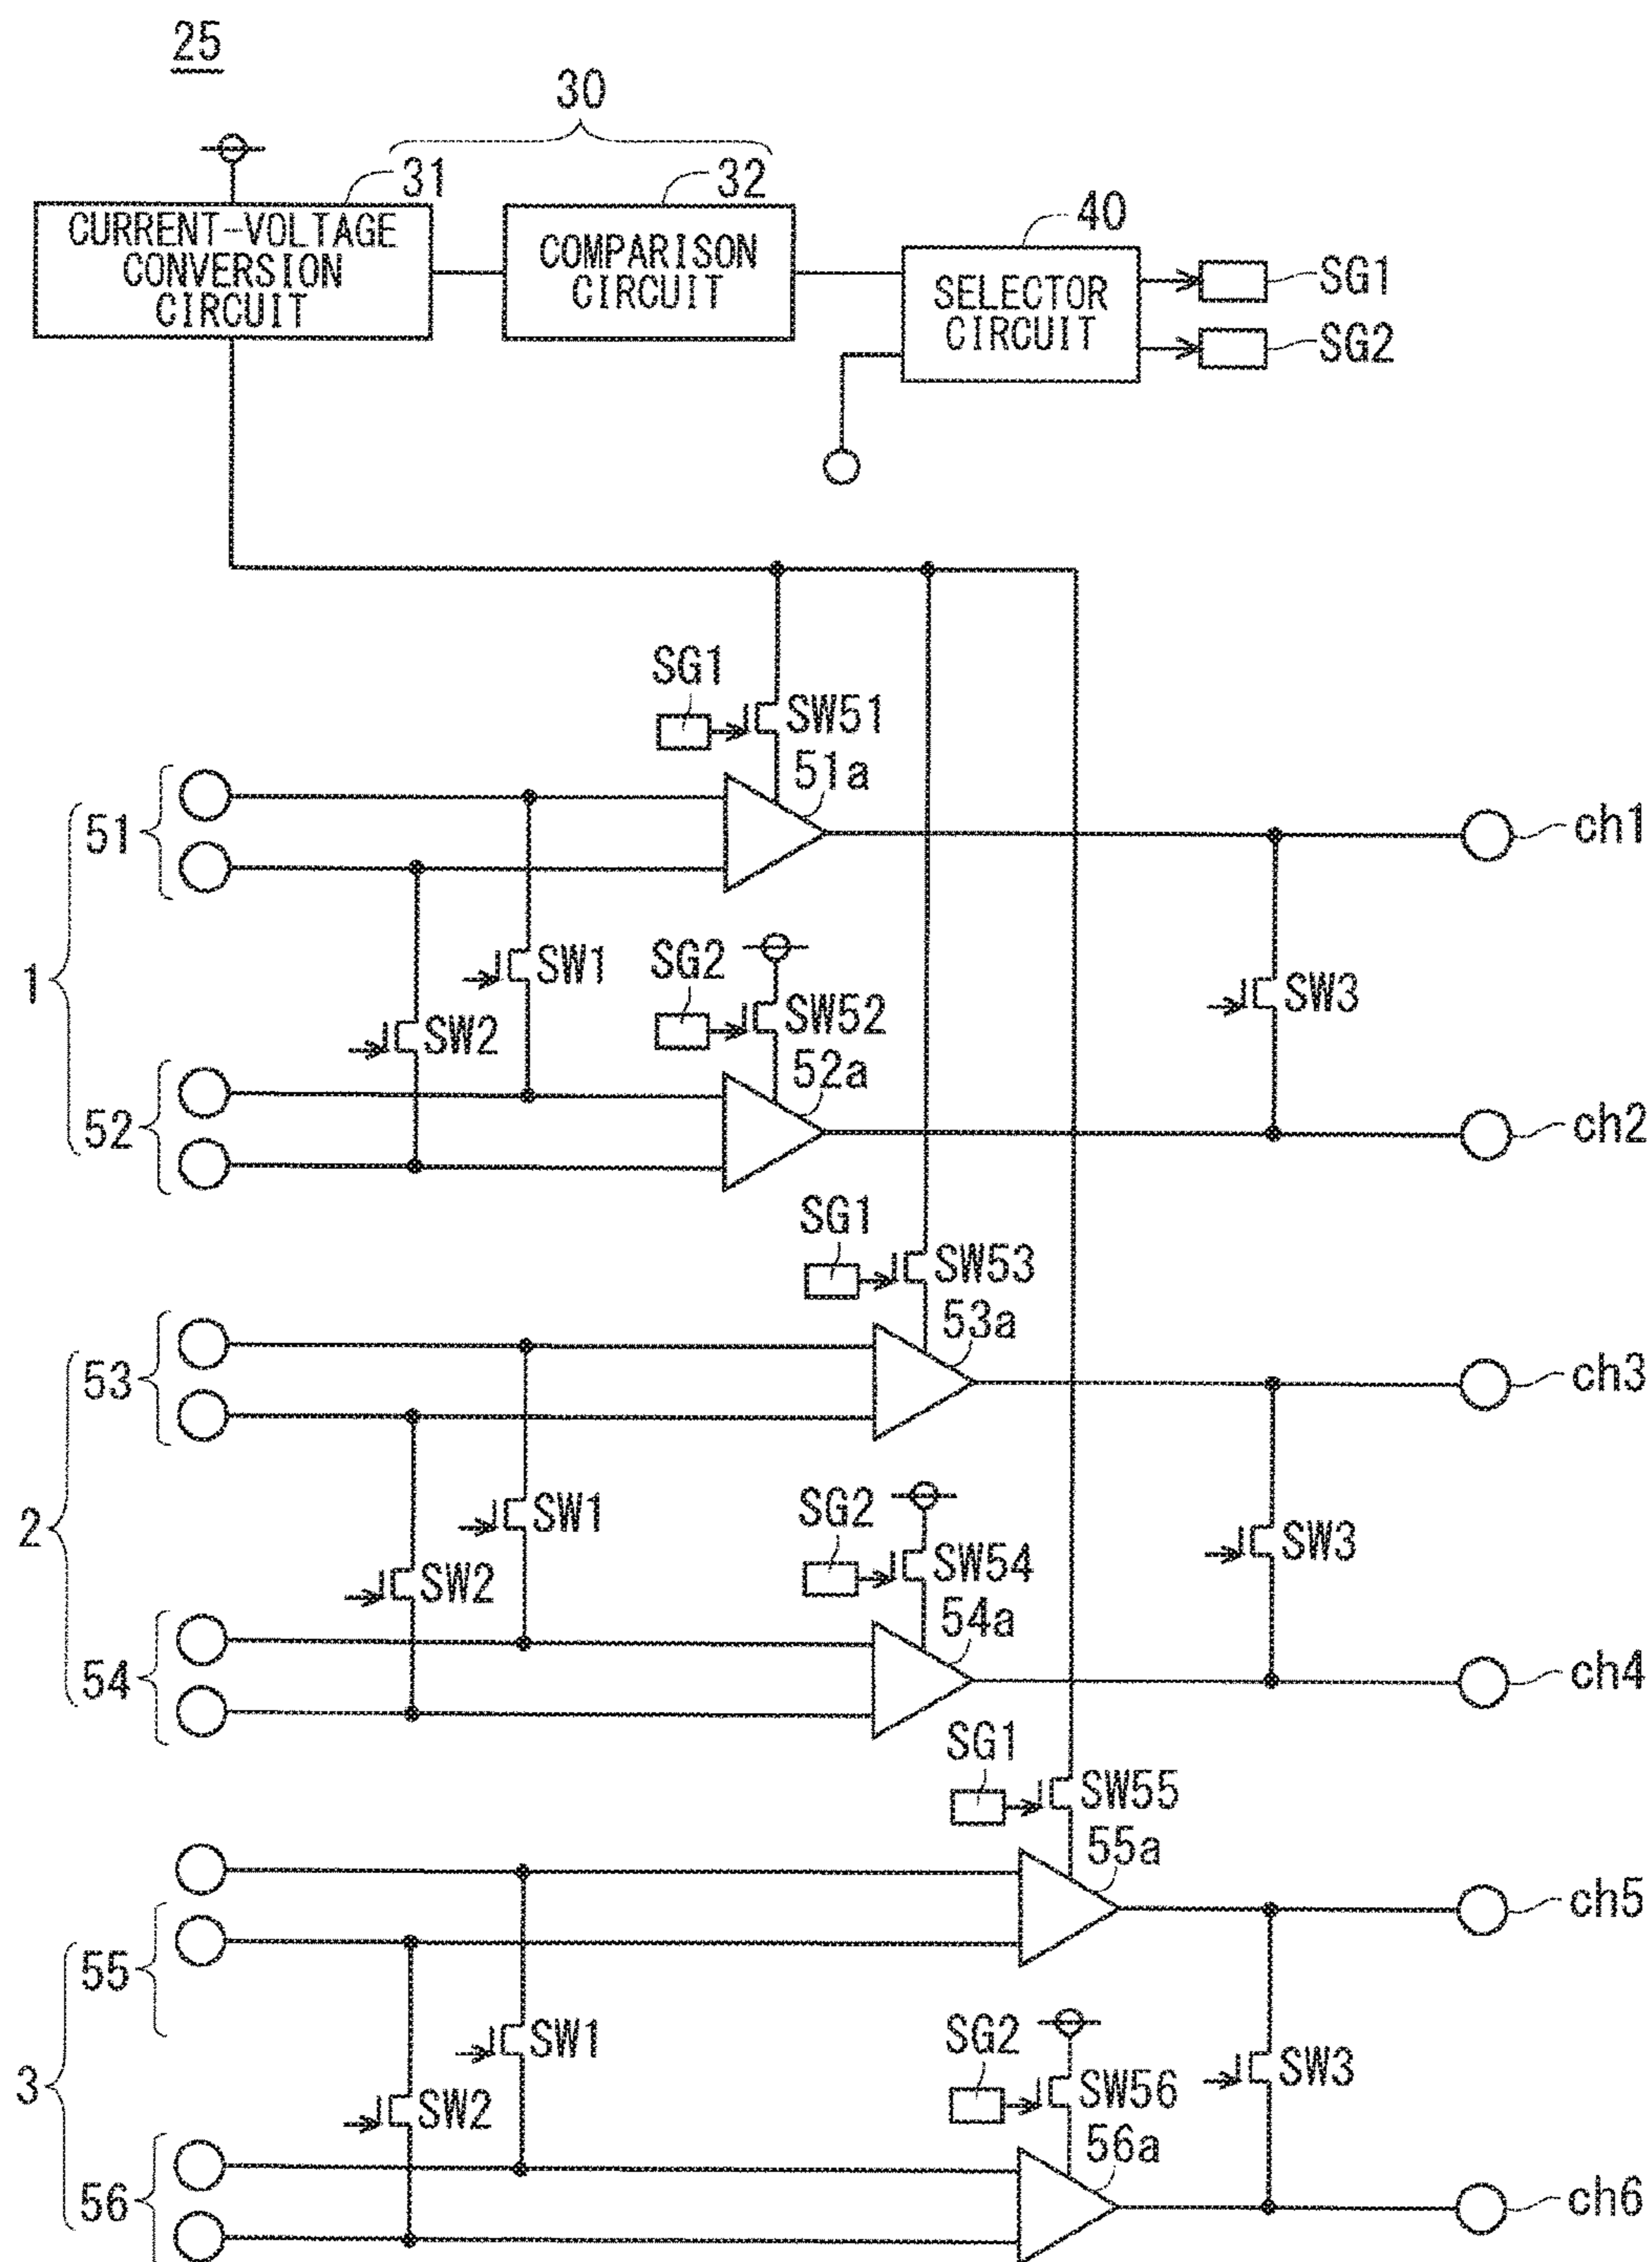 25
30
31
32
40
CURRENT-VOLTAGE
CONVERSION
CIRCUIT
COMPARISON
CIRCUIT
SELECTOR
CIRCUIT
SG1
SG2
SG1
SW51
51a
51
ch1
1
SW1
SG2
SW52
SW3
SW2
52a
52
ch2
SG1
SW53
53a
53
ch3
2
SW1
SG2
SW54
SW3
SW2
54a
54
ch4
SG1
SW55
55a
55
ch5
3
SW1
SG2
SW56
SW3
SW2
56a
56
ch6